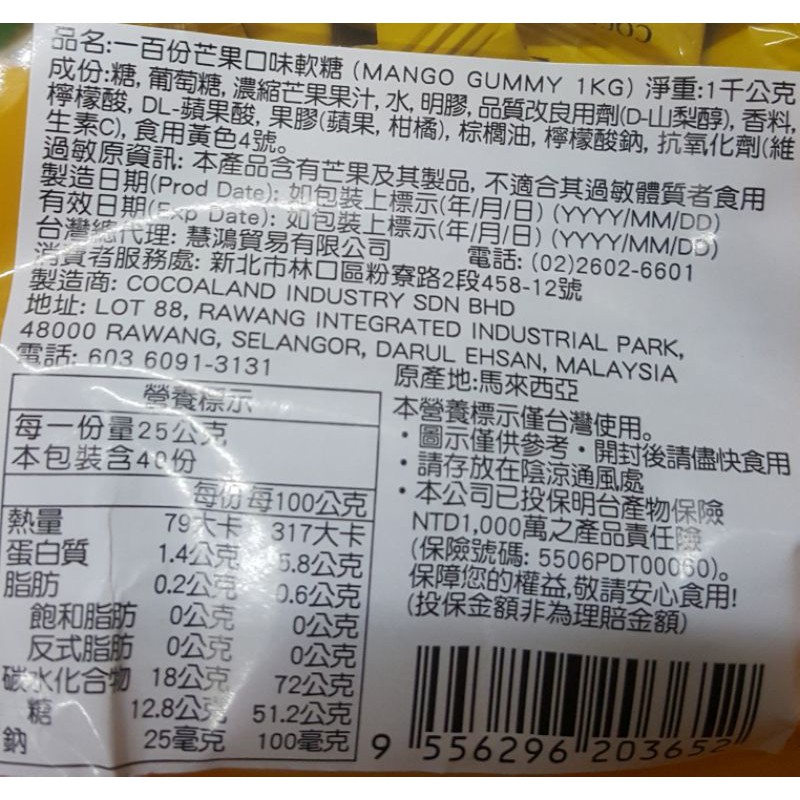 品名:一百份芒果口味軟糖 (MANGO GUMMY 1KG) 淨重:1千公克
成份:糖, 葡萄糖, 濃縮芒果果汁, 水, 明膠, 品質改良用劑(D-山梨醇), 香料,
檸檬酸, DL-蘋果酸, 果膠(蘋果, 柑橘), 棕櫚油, 檸檬酸鈉, 抗氧化劑(維
生素C), 食用黃色4號。
過敏原資訊: 本產品含有芒果及其製品, 不適合其過敏體質者食用
製造日期(Prod Date): 如包裝上標示(年/月/日) (YYYY/MM/DD)
有效日期(Exp Date): 如包裝上標示(年/月/日) (YYYY/MM/DD)
台灣總代理: 慧鴻貿易有限公司 電話: (02)2602-6601
消費者服務處: 新北市林口區粉寮路2段458-12號
製造商: COCOALAND INDUSTRY SDN BHD
地址: LOT 88, RAWANG INTEGRATED INDUSTRIAL PARK,
48000 RAWANG, SELANGOR, DARUL EHSAN, MALAYSIA
電話: 603 6091-3131
原產地:馬來西亞
營養標示
每一份量25公克
本包裝含40份
每份 每100公克
熱量 79大卡 317大卡
蛋白質 1.4公克 5.8公克
脂肪 0.2公克 0.6公克
飽和脂肪 0公克 0公克
反式脂肪 0公克 0公克
碳水化合物 18公克 72公克
糖 12.8公克 51.2公克
鈉 25毫克 100毫克
本營養標示僅台灣使用。
・圖示僅供參考・開封後請儘快食用
・請存放在陰涼通風處
・本公司已投保明台產物保險
NTD1,000萬之產品責任險
(保險號碼: 5506PDT00060)。
保障您的權益,敬請安心食用!
(投保金額非為理賠金額)
9 556296 203652